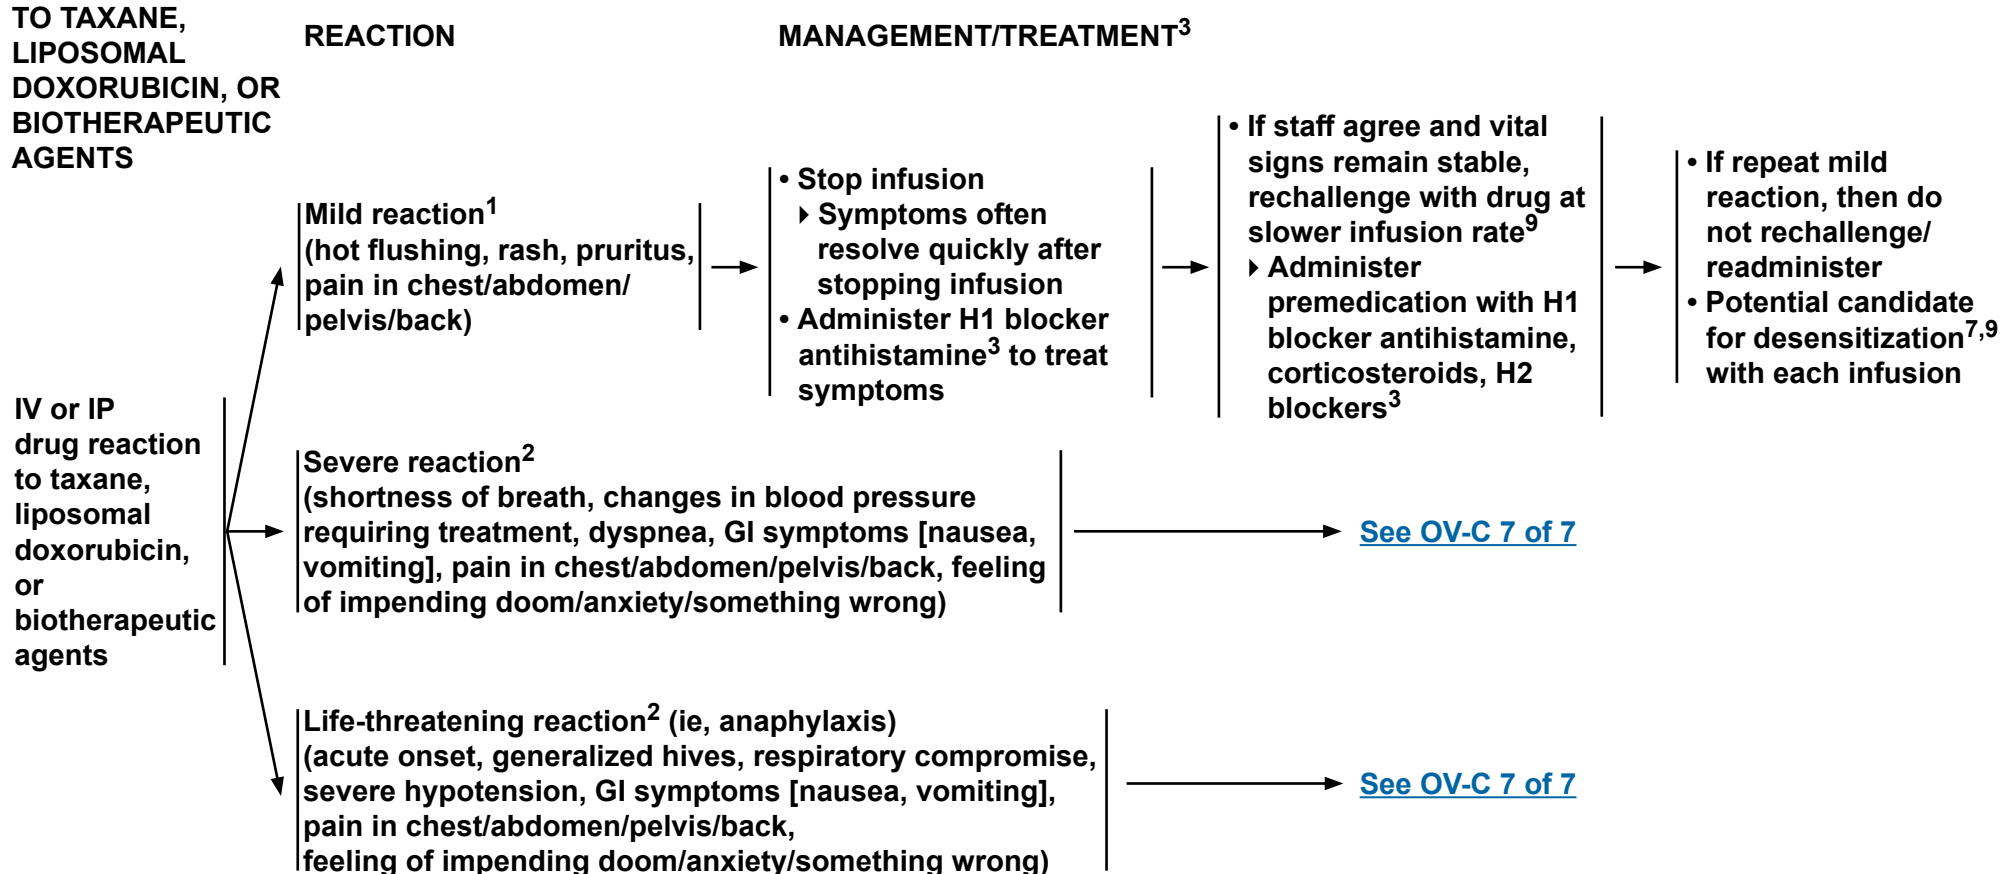 TO TAXANE,
LIPOSOMAL
DOXORUBICIN, OR
BIOTHERAPEUTIC
AGENTS
REACTION
MANAGEMENT/TREATMENT3
IV or IP
drug reaction
to taxane,
liposomal
doxorubicin,
or
biotherapeutic
agents
Mild reaction1
(hot flushing, rash, pruritus,
pain in chest/abdomen/
pelvis/back)
• Stop infusion
‣ Symptoms often
resolve quickly after
stopping infusion
• Administer H1 blocker
antihistamine3 to treat
symptoms
• If staff agree and vital
signs remain stable,
rechallenge with drug at
slower infusion rate9
‣ Administer
premedication with H1
blocker antihistamine,
corticosteroids, H2
blockers3
• If repeat mild
reaction, then do
not rechallenge/
readminister
• Potential candidate
for desensitization7,9
with each infusion
Severe reaction2
(shortness of breath, changes in blood pressure
requiring treatment, dyspnea, GI symptoms [nausea,
vomiting], pain in chest/abdomen/pelvis/back, feeling
of impending doom/anxiety/something wrong)
See OV-C 7 of 7
Life-threatening reaction2 (ie, anaphylaxis)
(acute onset, generalized hives, respiratory compromise,
severe hypotension, GI symptoms [nausea, vomiting],
pain in chest/abdomen/pelvis/back,
feeling of impending doom/anxiety/something wrong)
See OV-C 7 of 7